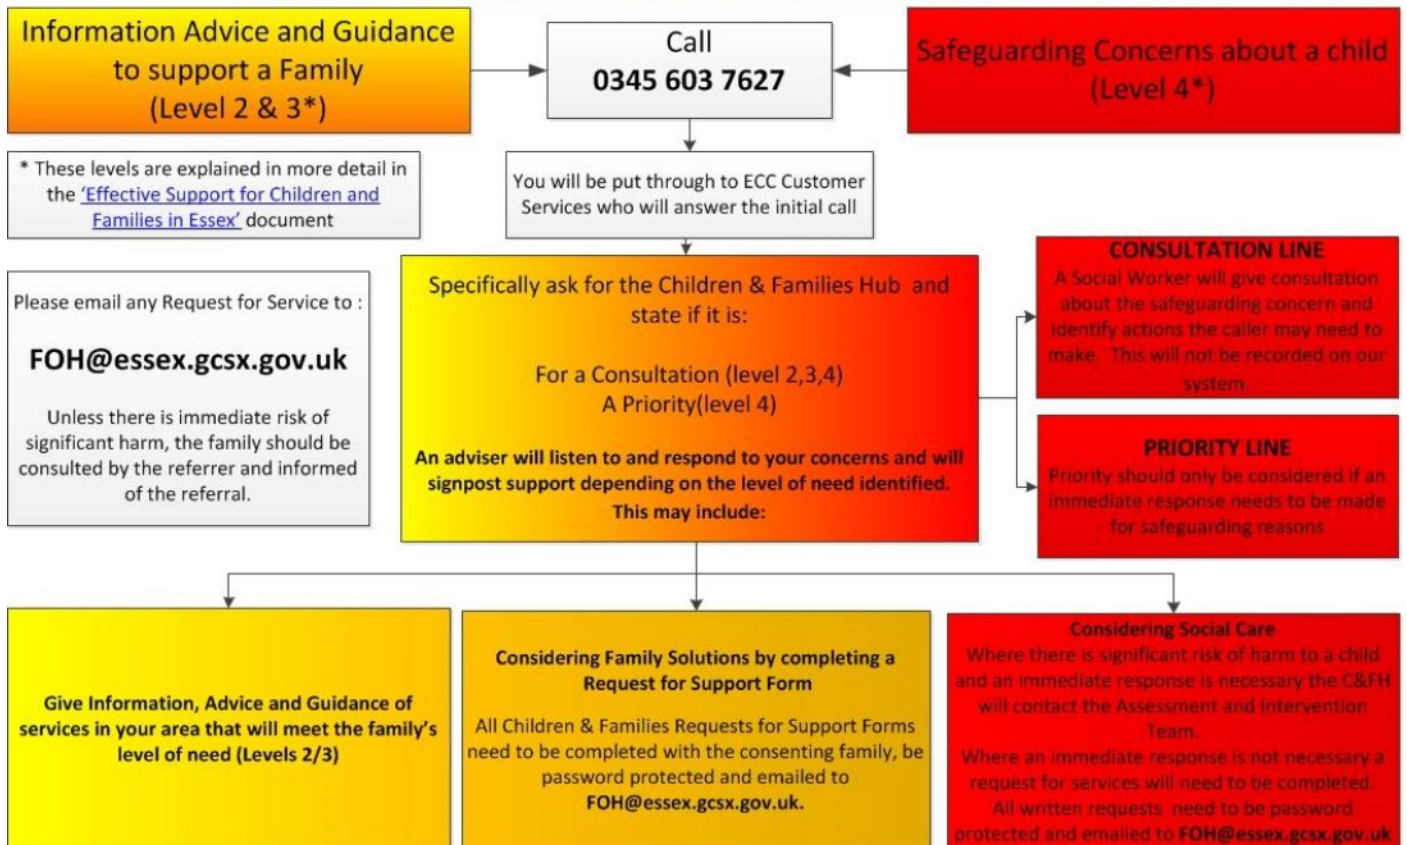 Information Advice and Guidance
to support a Family
(Level 2 & 3*)
Call
0345 603 7627
Safeguarding Concerns about a child
(Level 4*)
* These levels are explained in more detail in
the 'Effective Support for Children and
Families in Essex' document
You will be put through to ECC Customer
Services who will answer the initial call
Please email any Request for Service to :
FOH@essex.gcsx.gov.uk
Unless there is immediate risk of
significant harm, the family should be
consulted by the referrer and informed
of the referral.
Specifically ask for the Children & Families Hub and
state if it is:
For a Consultation (level 2,3,4)
A Priority(level 4)
An adviser will listen to and respond to your concerns and will
signpost support depending on the level of need identified.
This may include:
CONSULTATION LINE
A Social Worker will give consultation
about the safeguarding concern and
identify actions the caller may need to
make. This will not be recorded on our
system.
PRIORITY LINE
Priority should only be considered if an
immediate response needs to be made
for safeguarding reasons
Give Information, Advice and Guidance of
services in your area that will meet the family's
level of need (Levels 2/3)
Considering Family Solutions by completing a
Request for Support Form
All Children & Families Requests for Support Forms
need to be completed with the consenting family, be
password protected and emailed to
FOH@essex.gcsx.gov.uk.
Considering Social Care
Where there is significant risk of harm to a child
and an immediate response is necessary the C&FH
will contact the Assessment and Intervention
Team.
Where an immediate response is not necessary a
request for services will need to be completed.
All written requests need to be password
protected and emailed to FOH@essex.gcsx.gov.uk